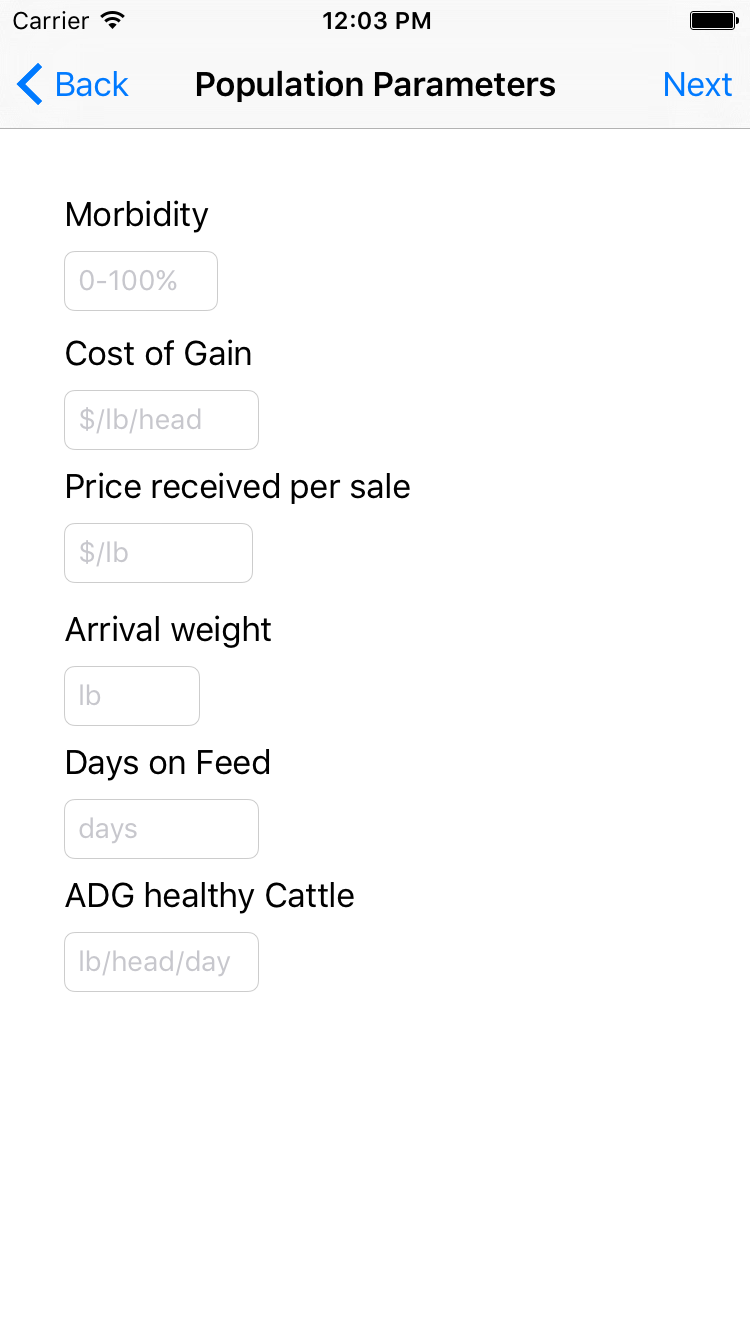 Carrier 12:03 PM
Back Population Parameters Next
Morbidity
0-100%
Cost of Gain
$/lb/head
Price received per sale
$/lb
Arrival weight
lb
Days on Feed
days
ADG healthy Cattle
lb/head/day